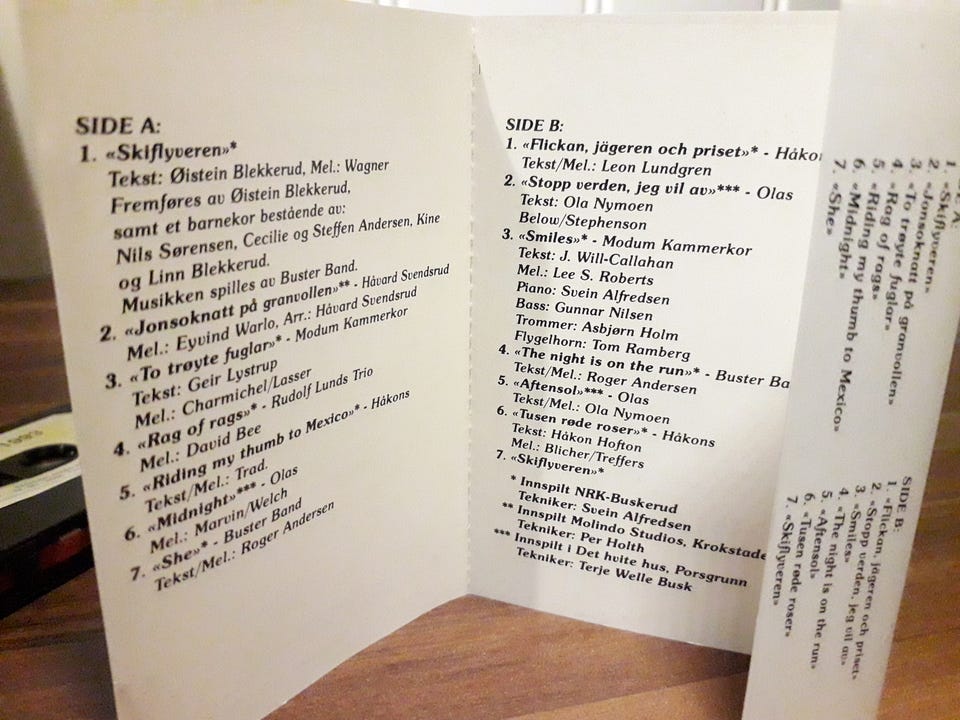 SIDE A:
1. «Skiflyveren»*
Tekst: Øistein Blekkerud, Mel.: Wagner
Fremføres av Øistein Blekkerud,
samt et barnekor bestående av:
Nils Sørensen, Cecilie og Steffen Andersen, Kine
og Linn Blekkerud.
Musikken spilles av Buster Band.
2. «Jonsoknatt på granvollen»** - Håvard Svendsrud
Mel.: Eyvind Warlo, Arr.: Håvard Svendsrud
3. «To trøyte fuglar»* - Modum Kammerkor
Tekst: Geir Lystrup
Mel.: Charmichel/Lasser
4. «Rag of rags»* - Rudolf Lunds Trio
Mel.: David Bee
5. «Riding my thumb to Mexico»* - Håkons
Tekst/Mel.: Trad.
6. «Midnight»*** - Olas
Mel.: Marvin/Welch
7. «She»* - Buster Band
Tekst/Mel.: Roger Andersen
SIDE B:
1. «Flickan, jägeren och priset»* - Håkon
Tekst/Mel.: Leon Lundgren
2. «Stopp verden, jeg vil av»*** - Olas
Tekst: Ola Nymoen
Below/Stephenson
3. «Smiles»* - Modum Kammerkor
Tekst: J. Will-Callahan
Mel.: Lee S. Roberts
Piano: Svein Alfredsen
Bass: Gunnar Nilsen
Trommer: Asbjørn Holm
Flygelhorn: Tom Ramberg
4. «The night is on the run»* - Buster Ba
Tekst/Mel.: Roger Andersen
5. «Aftensol»*** - Olas
Tekst/Mel.: Ola Nymoen
6. «Tusen røde roser»* - Håkons
Tekst: Håkon Hofton
Mel.: Blicher/Treffers
7. «Skiflyveren»*
* Innspilt NRK-Buskerud
Tekniker: Svein Alfredsen
** Innspilt Molindo Studios, Krokstade
Tekniker: Per Holth
*** Innspilt i Det hvite hus, Porsgrunn
Tekniker: Terje Welle Busk
E A:
1. «Skiflyveren»
2. «Jonsoknatt på granvollen»
3. «To trøyte fuglar»
4. «Rag of rags»
5. «Riding my thumb to Mexico»
6. «Midnight»
7. «She»
SIDE B:
1. «Flickan, jägeren och priset»
2. «Stopp verden, jeg vil av»
3. «Smiles»
4. «The night is on the run»
5. «Aftensol»
6. «Tusen røde roser»
7. «Skiflyveren»
1993